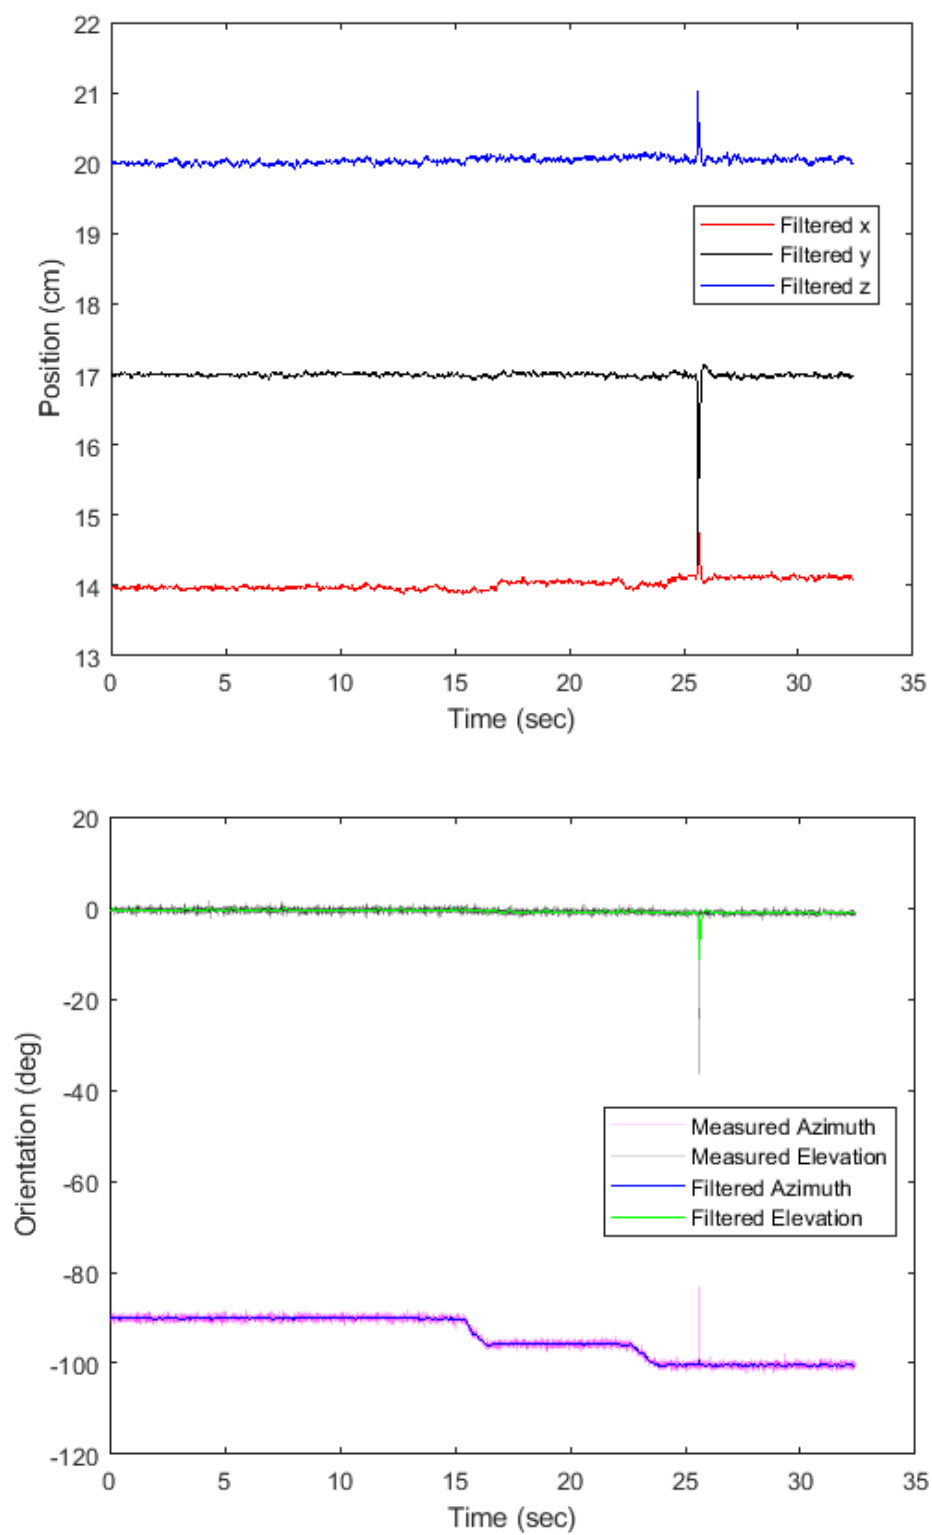 22
21
20
19
18
17
16
15
14
13
Position (cm)
Filtered x
Filtered y
Filtered z
0 5 10 15 20 25 30 35
Time (sec)
20
0
-20
-40
-60
-80
-100
-120
Orientation (deg)
Measured Azimuth
Measured Elevation
Filtered Azimuth
Filtered Elevation
0 5 10 15 20 25 30 35
Time (sec)